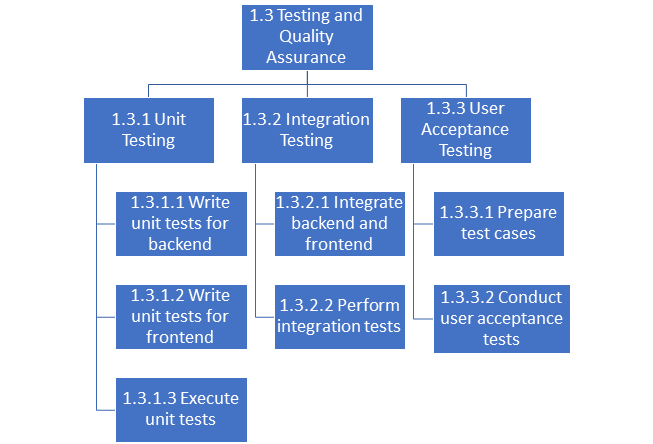 1.3 Testing and
Quality
Assurance
1.3.1 Unit
Testing
1.3.2 Integration
Testing
1.3.3 User
Acceptance
Testing
1.3.1.1 Write
unit tests for
backend
1.3.2.1 Integrate
backend and
frontend
1.3.3.1 Prepare
test cases
1.3.1.2 Write
unit tests for
frontend
1.3.2.2 Perform
integration tests
1.3.3.2 Conduct
user acceptance
tests
1.3.1.3 Execute
unit tests